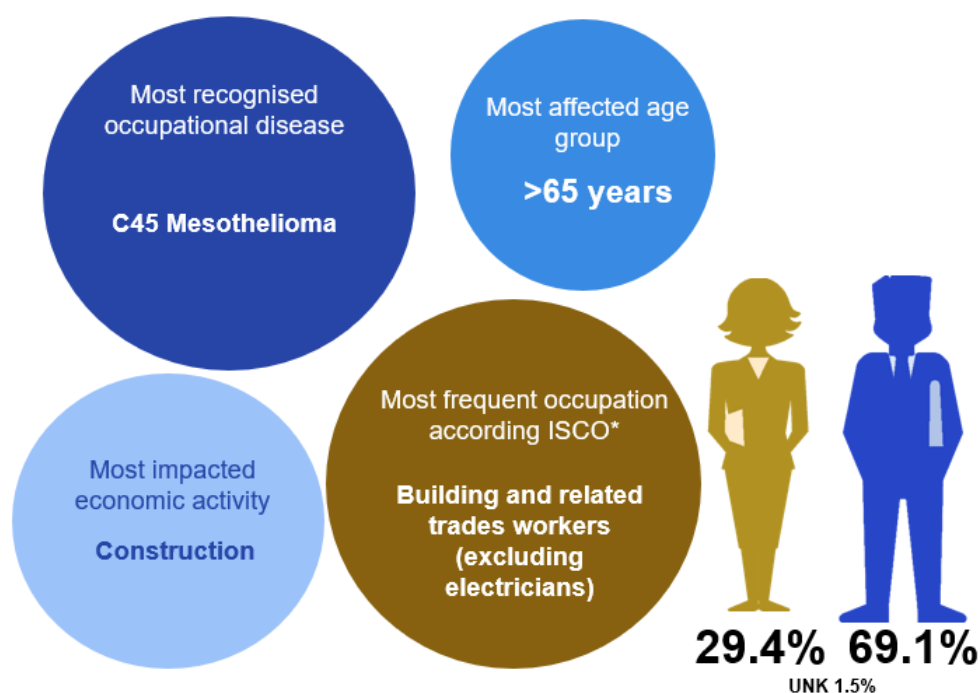 Most recognised
occupational disease
C45 Mesothelioma
Most affected age
group
>65 years
Most impacted
economic activity
Construction
Most frequent occupation
according ISCO*
Building and related
trades workers
(excluding
electricians)
29.4% 69.1%
UNK 1.5%